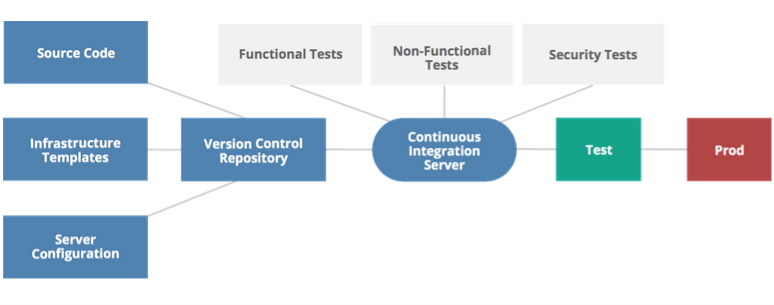 Source Code
Functional Tests
Non-Functional
Tests
Security Tests
Infrastructure
Templates
Version Control
Repository
Continuous
Integration
Server
Test
Prod
Server
Configuration